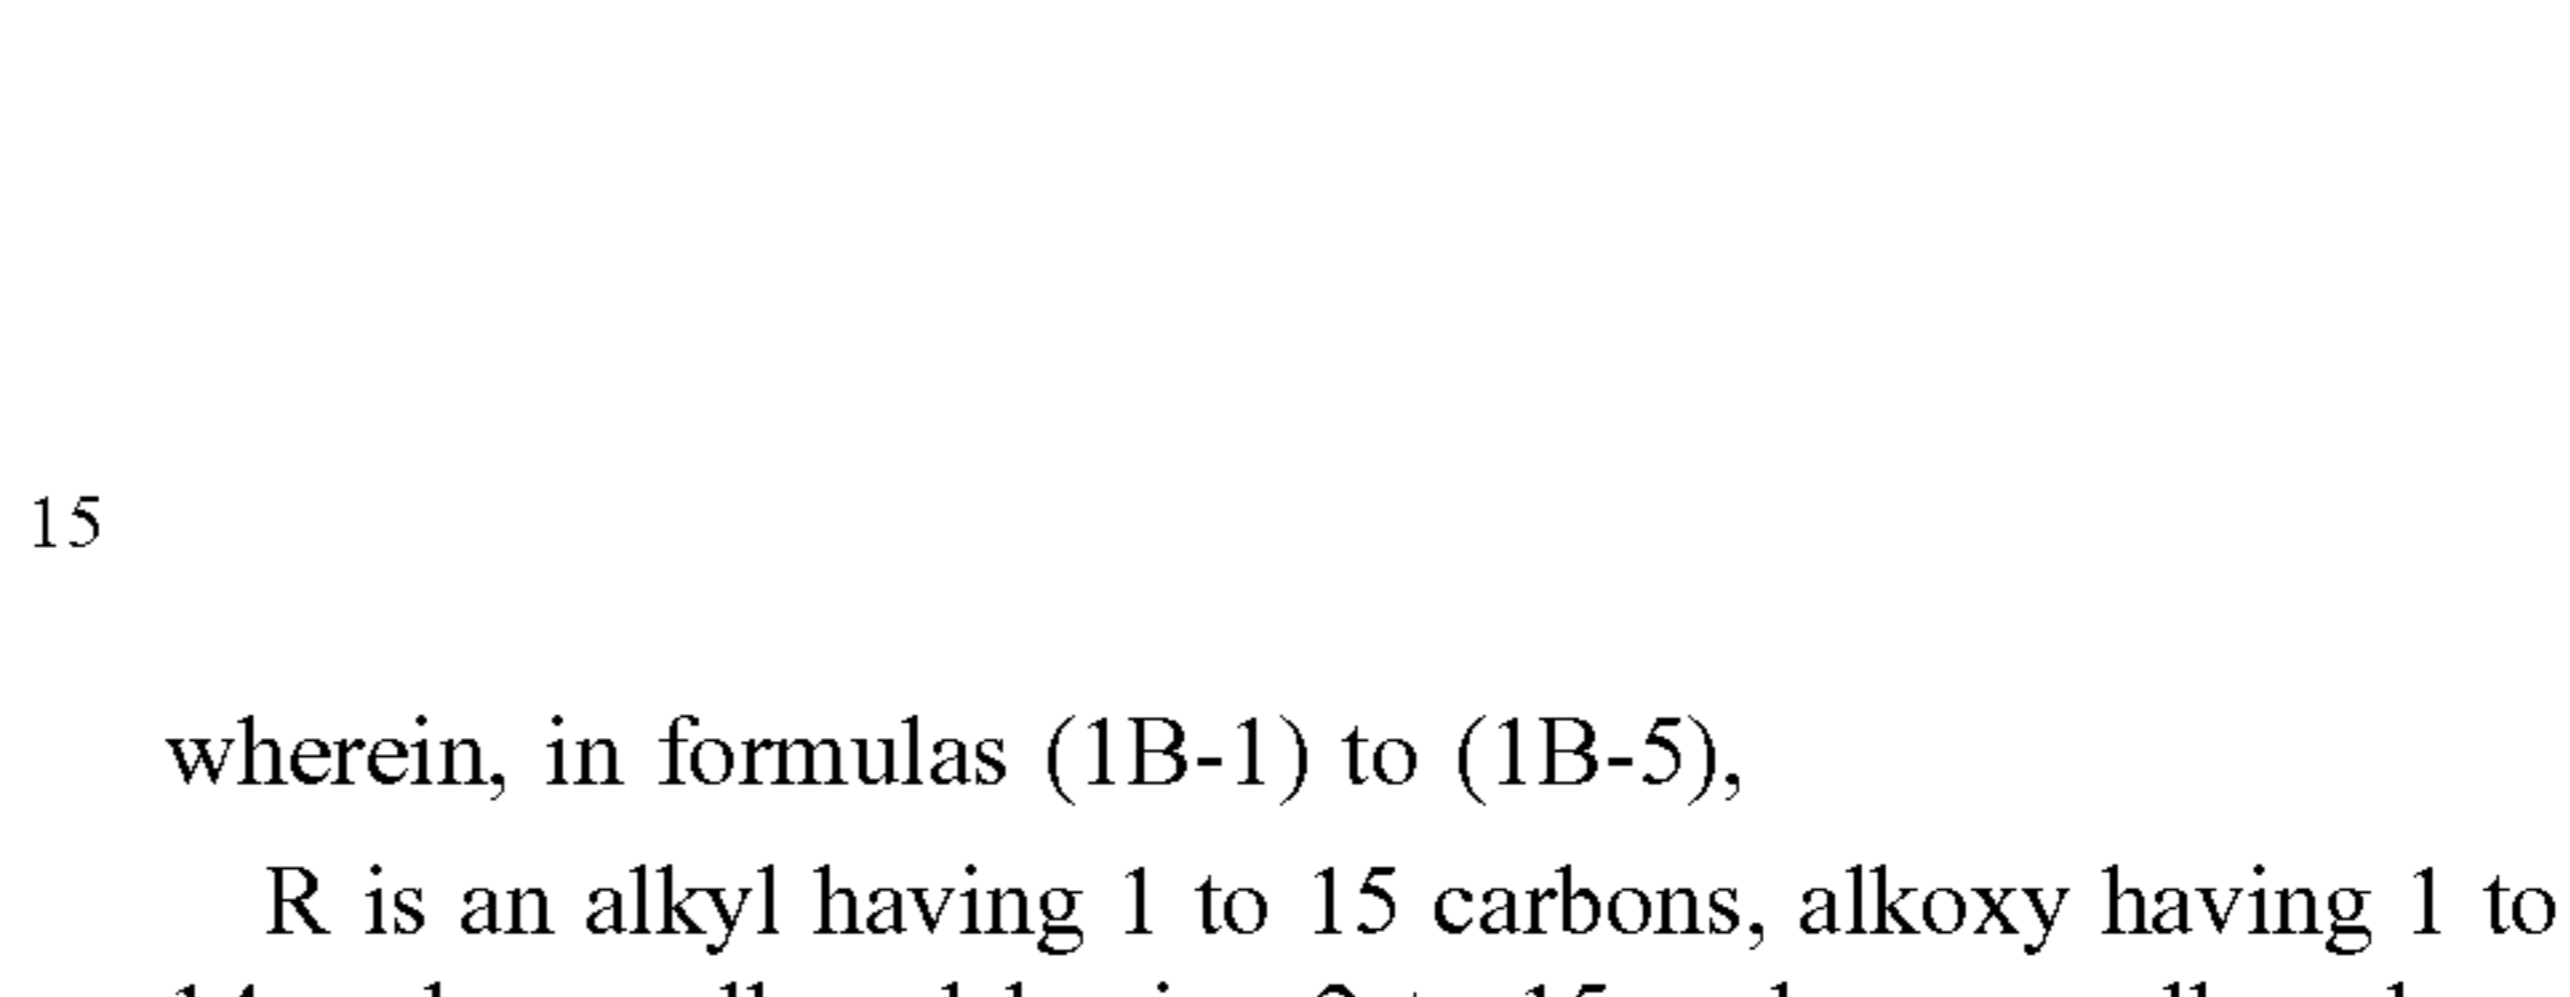 15
wherein, in formulas (1B-1) to (1B-5),
R is an alkyl having 1 to 15 carbons, alkoxy having 1 to